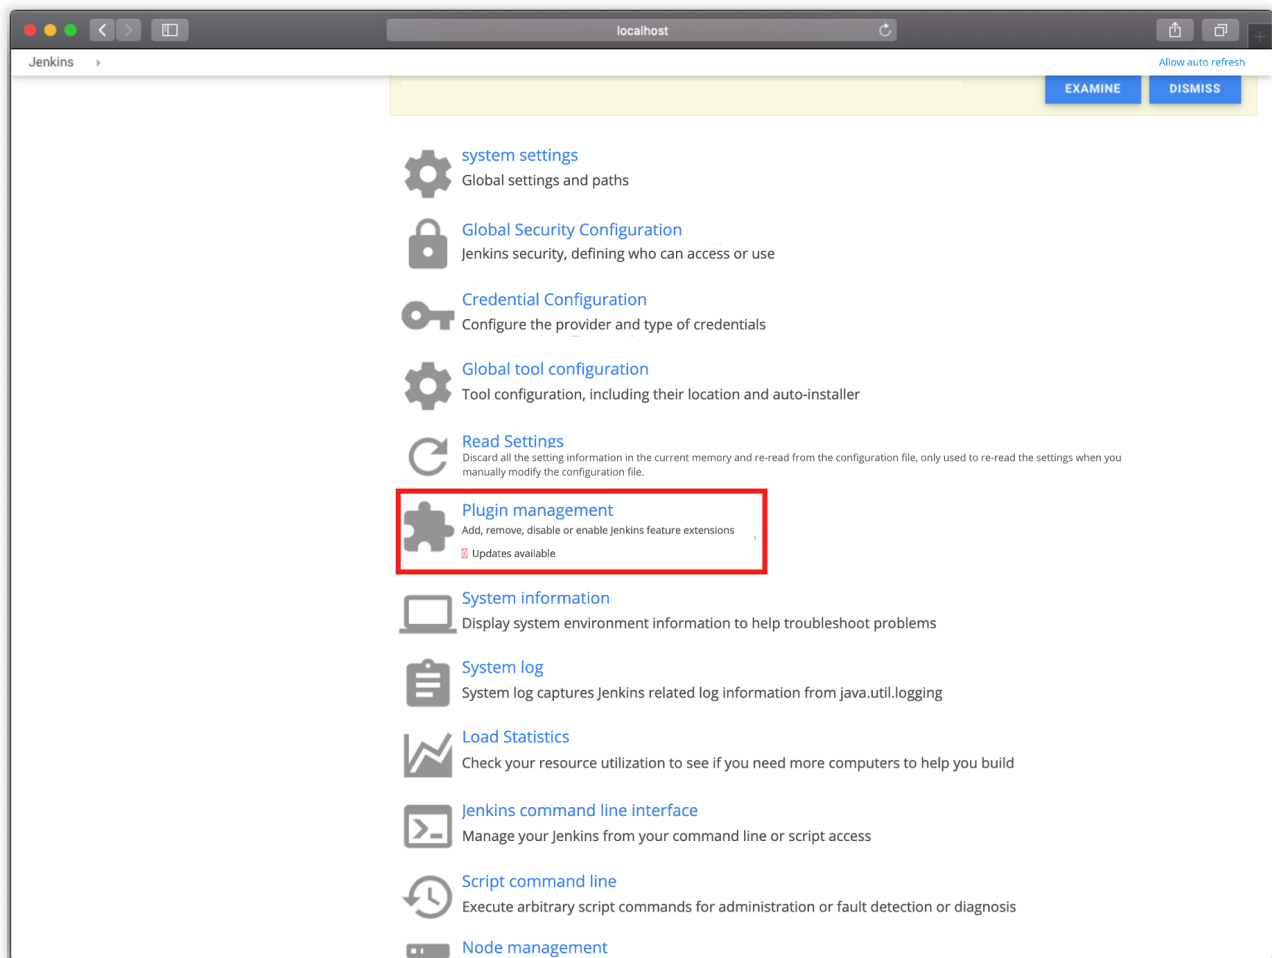 localhost
Jenkins
Allow auto refresh
EXAMINE
DISMISS
system settings
Global settings and paths
Global Security Configuration
Jenkins security, defining who can access or use
Credential Configuration
Configure the provider and type of credentials
Global tool configuration
Tool configuration, including their location and auto-installer
Read Settings
Discard all the setting information in the current memory and re-read from the configuration file, only used to re-read the settings when you
manually modify the configuration file.
Plugin management
Add, remove, disable or enable Jenkins feature extensions
Updates available
System information
Display system environment information to help troubleshoot problems
System log
System log captures Jenkins related log information from java.util.logging
Load Statistics
Check your resource utilization to see if you need more computers to help you build
Jenkins command line interface
Manage your Jenkins from your command line or script access
Script command line
Execute arbitrary script commands for administration or fault detection or diagnosis
Node management